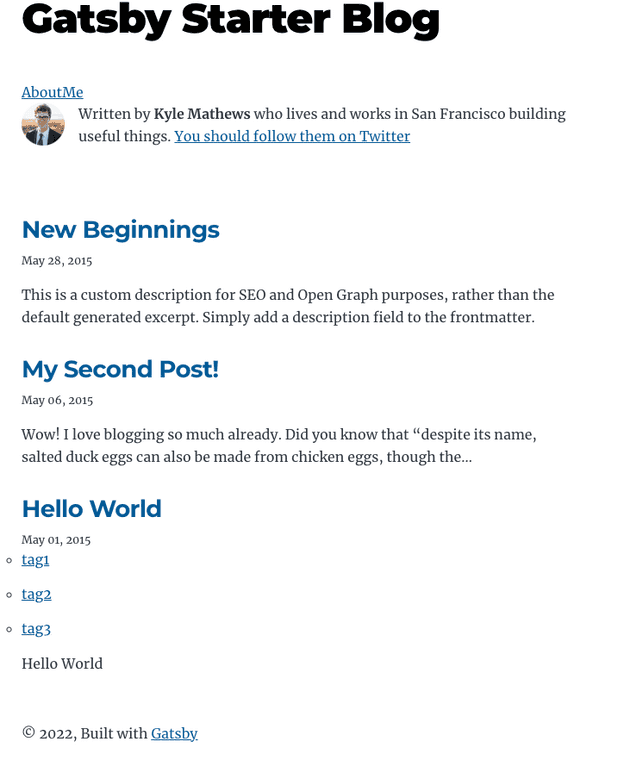 Gatsby Starter Blog
AboutMe
Written by Kyle Mathews who lives and works in San Francisco building
useful things. You should follow them on Twitter
New Beginnings
May 28, 2015
This is a custom description for SEO and Open Graph purposes, rather than the
default generated excerpt. Simply add a description field to the frontmatter.
My Second Post!
May 06, 2015
Wow! I love blogging so much already. Did you know that “despite its name,
salted duck eggs can also be made from chicken eggs, though the…
Hello World
May 01, 2015
tag1
tag2
tag3
Hello World
© 2022, Built with Gatsby